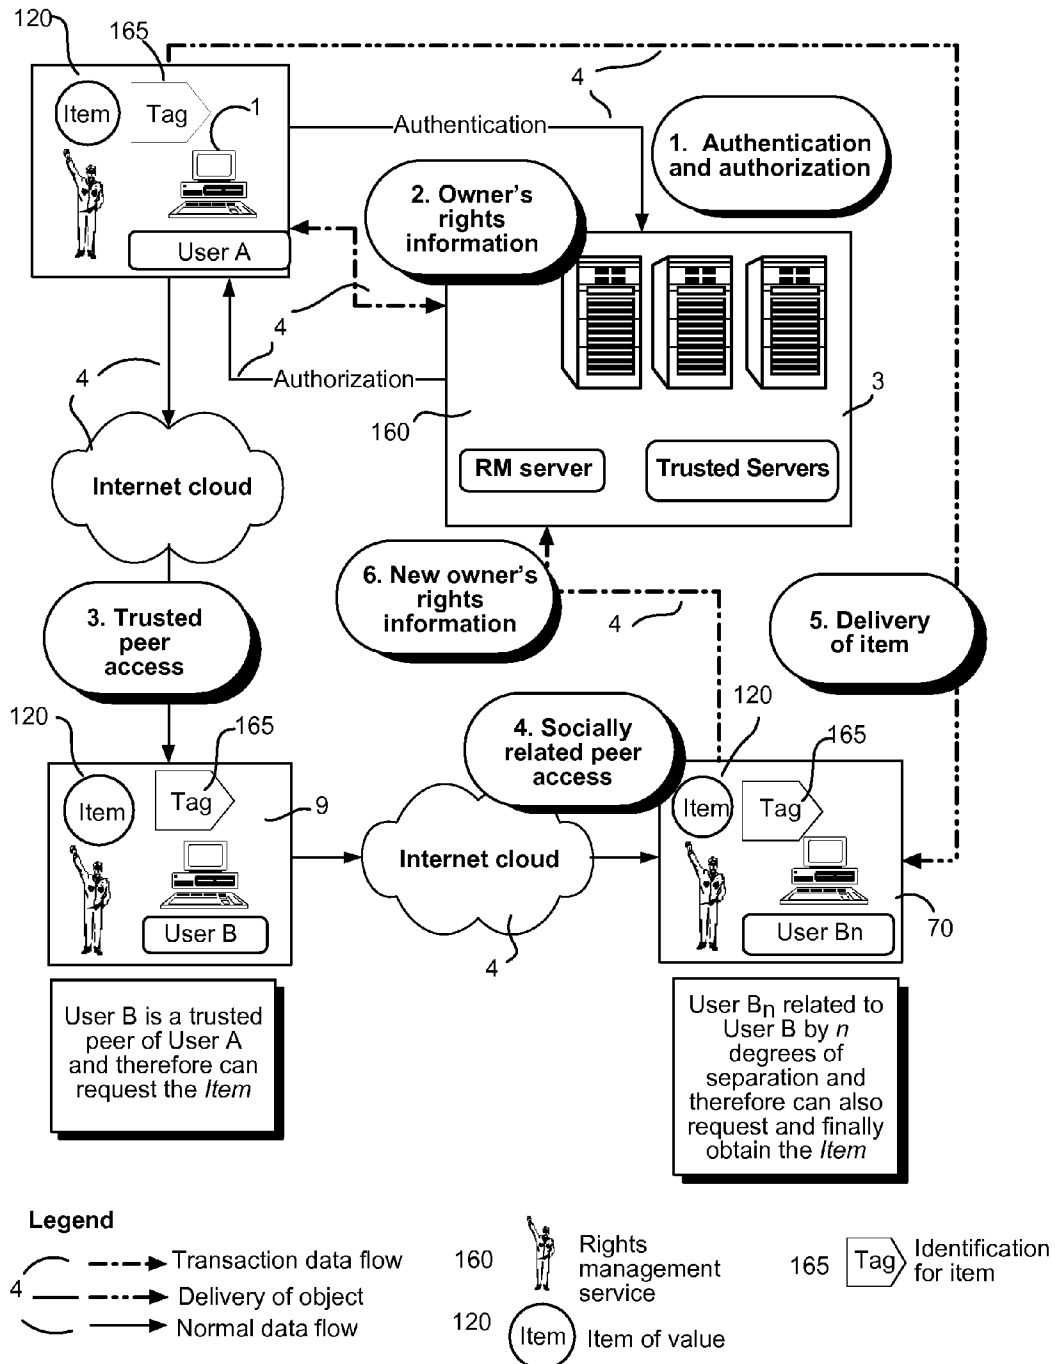 120
165
4
Item
Tag
1
Authentication
1. Authentication
and authorization
2. Owner's
rights
information
User A
4
4
Authorization
4
160
3
RM server
Trusted Servers
Internet cloud
6. New owner's
rights
information
4
3. Trusted
peer
access
5. Delivery
of item
120
165
4. Socially
related peer
access
120
165
Item
Tag
9
Item
Tag
Internet cloud
User B
User Bn
70
4
User B is a trusted
peer of User A
and therefore can
request the Item
User Bn related to
User B by n
degrees of
separation and
therefore can also
request and finally
obtain the Item
Legend
Transaction data flow
4
Delivery of object
Normal data flow
160
Rights
management
service
120
Item
Item of value
165
Tag
Identification
for item